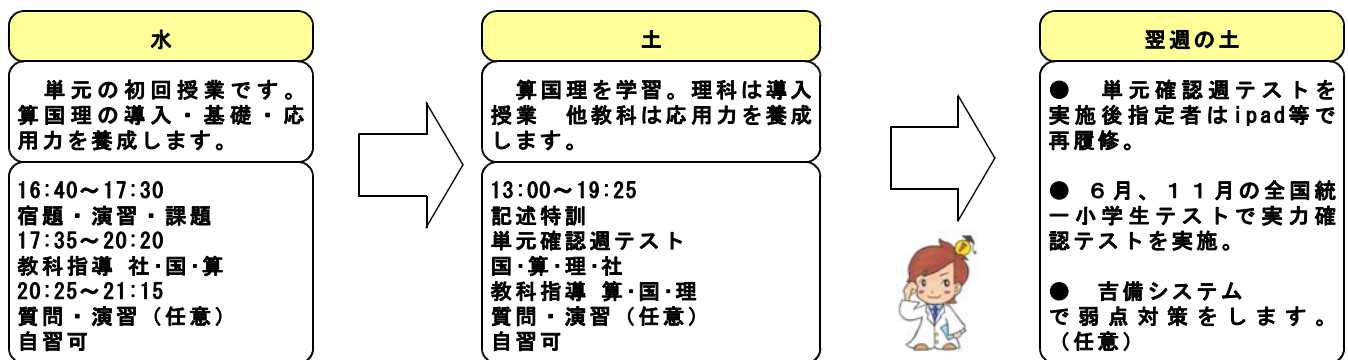 水
単元の初回授業です。
算国理の導入・基礎・応
用力を養成します。
16:40～17:30
宿題・演習・課題
17:35～20:20
教科指導 社･国･算
20:25～21:15
質問・演習（任意）
自習可
土
算国理を学習。理科は導入
授業　他教科は応用力を養成
します。
13:00～19:25
記述特訓
単元確認週テスト
国･算･理･社
教科指導 算･国･理
質問・演習（任意）
自習可
翌週の土
●　単元確認週テストを
実施後指定者はipad等で
再履修。
●　６月、１１月の全国統
一小学生テストで実力確
認テストを実施。
●　吉備システム
で弱点対策をします。
（任意）